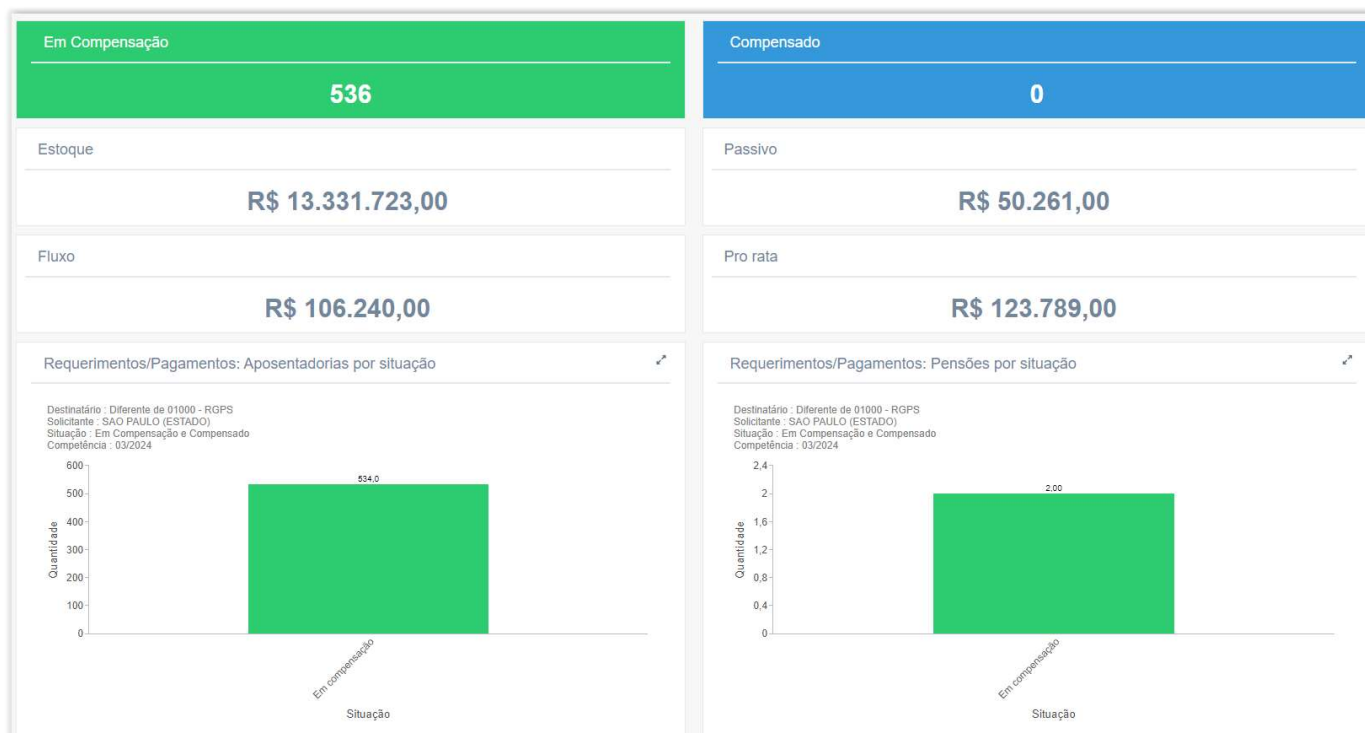 Em Compensação
536
Compensado
0
Estoque
R$ 13.331.723,00
Passivo
R$ 50.261,00
Fluxo
R$ 106.240,00
Pro rata
R$ 123.789,00
Requerimentos/Pagamentos: Aposentadorias por situação
Destinatário : Diferente de 01000 - RGPS
Solicitante : SAO PAULO (ESTADO)
Situação : Em Compensação e Compensado
Competência : 03/2024
600
500
400
300
200
100
0
Quantidade
534,0
Em compensação
Situação
Requerimentos/Pagamentos: Pensões por situação
Destinatário : Diferente de 01000 - RGPS
Solicitante : SAO PAULO (ESTADO)
Situação : Em Compensação e Compensado
Competência : 03/2024
2,4
2
1,6
1,2
0,8
0,4
0
Quantidade
2,00
Em compensação
Situação